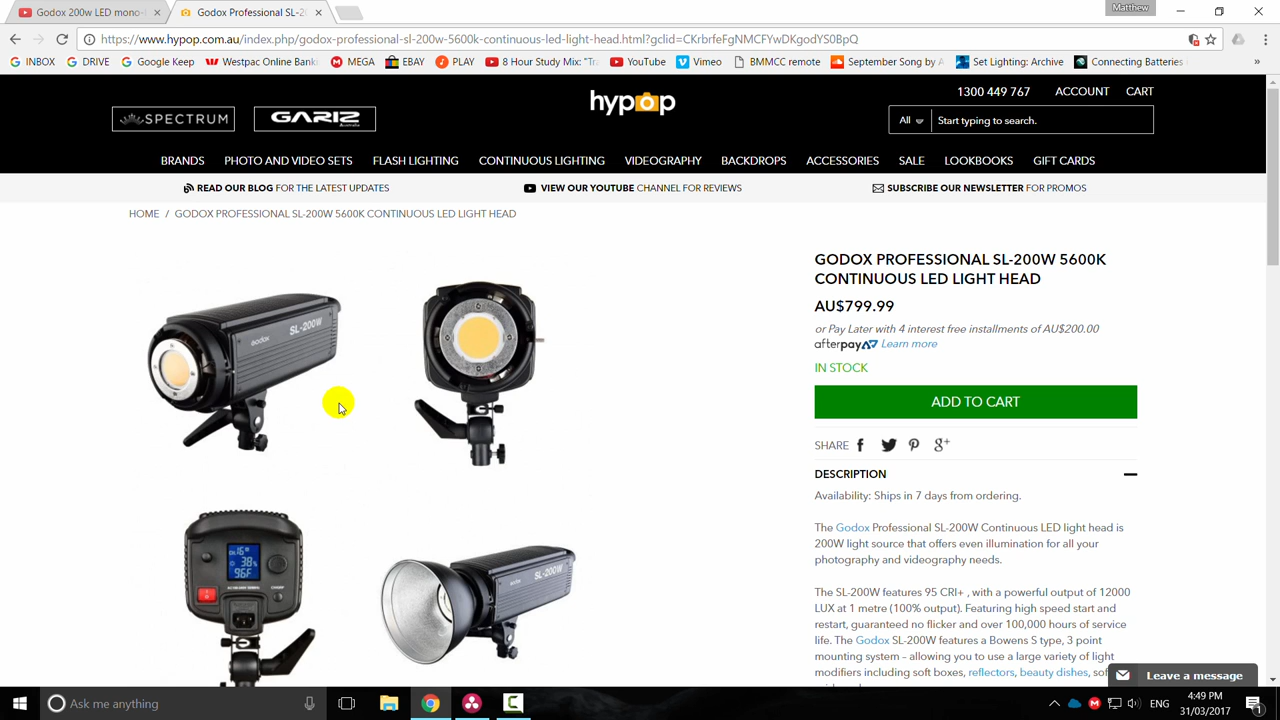 Godox 200w LED mono-
Godox Professional SL-20
Matthew
https://www.hypop.com.au/index.php/godox-professional-sl-200w-5600k-continuous-led-light-head.html?gclid=CKrbrfeFgNMCFYwDKgodYS0BpQ
INBOX
DRIVE
Google Keep
Westpac Online Bank
MEGA
EBAY
PLAY
8 Hour Study Mix: "Tr
YouTube
Vimeo
BMMCC remote
September Song by A
Set Lighting: Archive
Connecting Batteries
»
SPECTRUM
GARIZ
hypop
1300 449 767
ACCOUNT
CART
All
Start typing to search.
BRANDS
PHOTO AND VIDEO SETS
FLASH LIGHTING
CONTINUOUS LIGHTING
VIDEOGRAPHY
BACKDROPS
ACCESSORIES
SALE
LOOKBOOKS
GIFT CARDS
READ OUR BLOG FOR THE LATEST UPDATES
VIEW OUR YOUTUBE CHANNEL FOR REVIEWS
SUBSCRIBE OUR NEWSLETTER FOR PROMOS
HOME / GODOX PROFESSIONAL SL-200W 5600K CONTINUOUS LED LIGHT HEAD
GODOX PROFESSIONAL SL-200W 5600K
CONTINUOUS LED LIGHT HEAD
AU$799.99
or Pay Later with 4 interest free installments of AU$200.00
afterpay Learn more
IN STOCK
ADD TO CART
SHARE
DESCRIPTION
Availability: Ships in 7 days from ordering.
The Godox Professional SL-200W Continuous LED light head is
200W light source that offers even illumination for all your
photography and videography needs.
The SL-200W features 95 CRI+ , with a powerful output of 12000
LUX at 1 metre (100% output). Featuring high speed start and
restart, guaranteed no flicker and over 100,000 hours of service
life. The Godox SL-200W features a Bowens S type, 3 point
mounting system – allowing you to use a large variety of light
modifiers including soft boxes, reflectors, beauty dishes, sof
Leave a message
Godox
SL-200W
38%
96F
Godox
SL-200W
Ask me anything
ENG
4:49 PM
31/03/2017